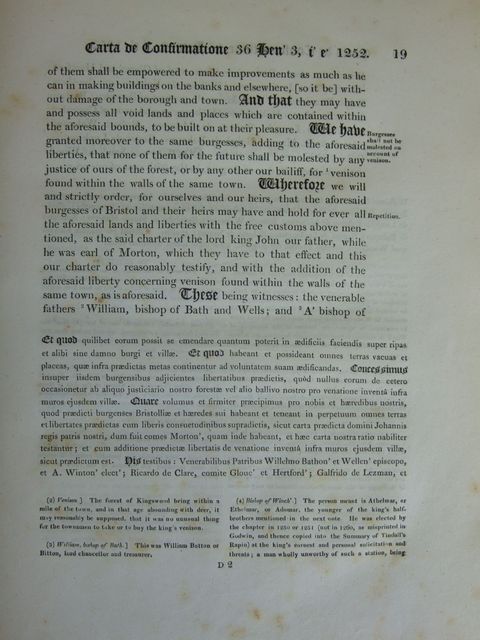 Carta de Confirmatione 36 Hen' 3, i' e' 1252. 19
of them shall be empowered to make improvements as much as he
can in making buildings on the banks and elsewhere, [so it be] with-
out damage of the borough and town. And that they may have
and possess all void lands and places which are contained within
the aforesaid bounds, to be built on at their pleasure. We have
granted moreover to the same burgesses, adding to the aforesaid
liberties, that none of them for the future shall be molested by any
justice of ours of the forest, or by any other our bailiff, for ¹venison
found within the walls of the same town. Wherefore we will
and strictly order, for ourselves and our heirs, that the aforesaid
burgesses of Bristol and their heirs may have and hold for ever all
the aforesaid lands and liberties with the free customs above men-
tioned, as the said charter of the lord king John our father, while
he was earl of Morton, which they have to that effect and this
our charter do reasonably testify, and with the addition of the
aforesaid liberty concerning venison found within the walls of the
same town, as is aforesaid. These being witnesses: the venerable
fathers ²William, bishop of Bath and Wells; and ³A' bishop of
Burgesses
shall not be
molested on
account of
venison.
Repetition.
Et quod quilibet eorum possit se emendare quantum poterit in ædificiis faciendis super ripas
et alibi sine damno burgi et villæ. Et quod habeant et possideant omnes terras vacuas et
placeas, quæ infra prædictas metas continentur ad voluntatem suam ædificandas. Concessimus
insuper iisdem burgensibus adjicientes libertatibus prædictis, quòd nullus eorum de cetero
occasionetur ab aliquo justiciario nostro forestæ vel alio ballivo nostro pro venatione inventâ infra
muros ejusdem villæ. Quare volumus et firmiter præcipimus pro nobis et hæredibus nostris,
quod prædicti burgenses Bristolliæ et hæredes sui habeant et teneant in perpetuum omnes terras
et libertates prædictas cum liberis consuetudinibus supradictis, sicut carta prædicta domini Johannis
regis patris nostri, dum fuit comes Morton', quam inde habeant, et hæc carta nostra ratio nabiliter
testantur; et cum additione prædictæ libertatis de venatione inventâ infra muros ejusdem villæ,
sicut prædictum est. His testibus: Venerabilibus Patribus Willelmo Bathon' et Wellen' episcopo,
et A. Winton' elect'; Ricardo de Clare, comite Glouc' et Hertford'; Galfrido de Lezman, et
(2) Venison.] The forest of Kingswood being within a
mile of the town, and in that age abounding with deer, it
may reasonably be supposed, that it was no unusual thing
for the townsmen to take or to buy the king's venison.
(3) William, bishop of Bath.] This was William Button or
Bitton, lord chancellor and treasurer.
(4) Bishop of Winch'.] The person meant is Athelmar, or
Ethelmar, or Adomar, the younger of the king's half-
brothers mentioned in the next note. He was elected by
the chapter in 1250 or 1251 (not in 1260, as misprinted in
Godwin, and thence copied into the Summary of Tindall's
Rapin) at the king's earnest and personal solicitation and
threats; a man wholly unworthy of such a station, being
D 2